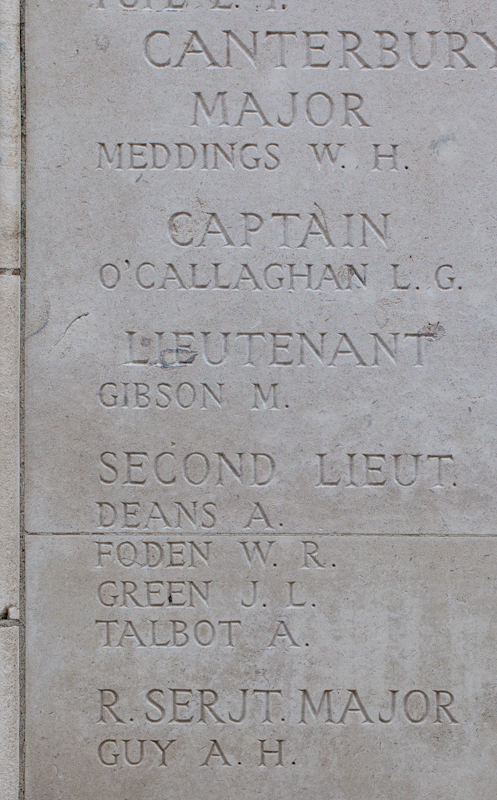 CANTERBURY
MAJOR
MEDDINGS W. H.
CAPTAIN
O'CALLAGHAN L. G.
LIEUTENANT
GIBSON M.
SECOND LIEUT.
DEANS A.
FODEN W. R.
GREEN J. L.
TALBOT A.
R. SERJT. MAJOR
GUY A. H.